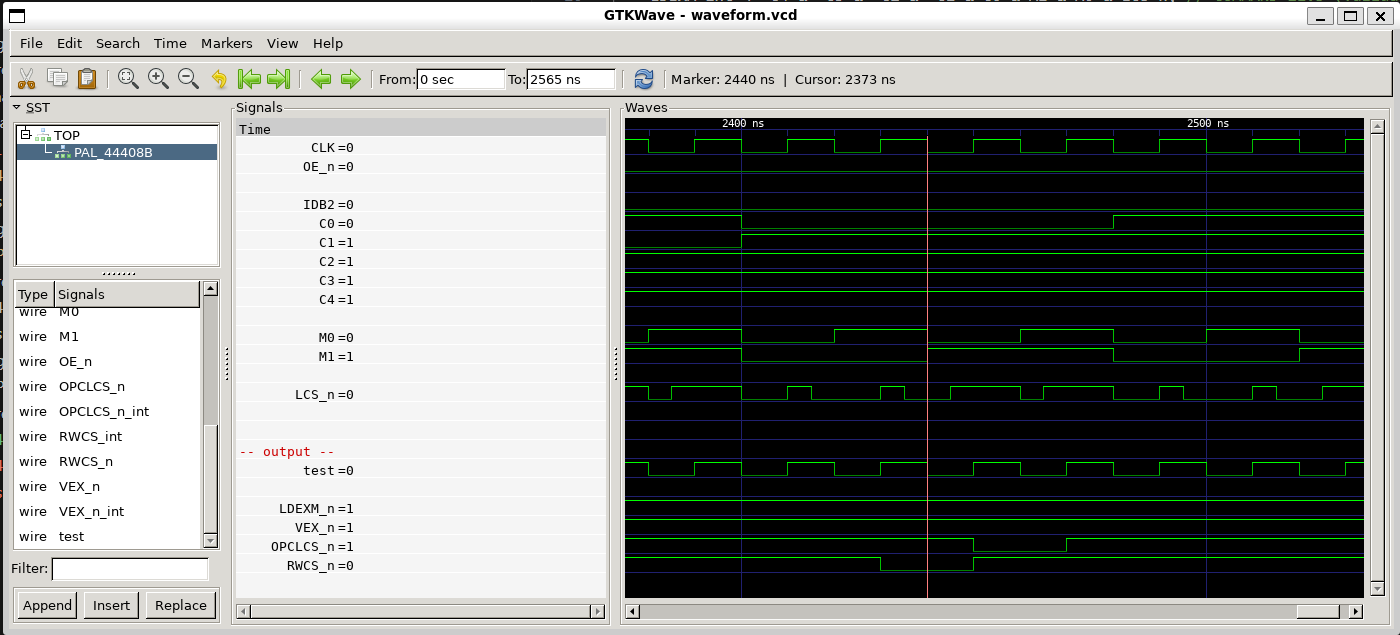 GTKWave - waveform.vcd
File Edit Search Time Markers View Help
From: 0 sec To: 2565 ns Marker: 2440 ns | Cursor: 2373 ns
SST
TOP
PAL_44408B
Type Signals
wire M0
wire M1
wire OE_n
wire OPCLCS_n
wire OPCLCS_n_int
wire RWCS_int
wire RWCS_n
wire VEX_n
wire VEX_n_int
wire test
Filter:
Append Insert Replace
Signals
Time
CLK=0
OE_n=0
IDB2=0
C0=0
C1=1
C2=1
C3=1
C4=1
M0=0
M1=1
LCS_n=0
-- output --
test=0
LDEXM_n=1
VEX_n=1
OPCLCS_n=1
RWCS_n=0
Waves
2400 ns 2500 ns